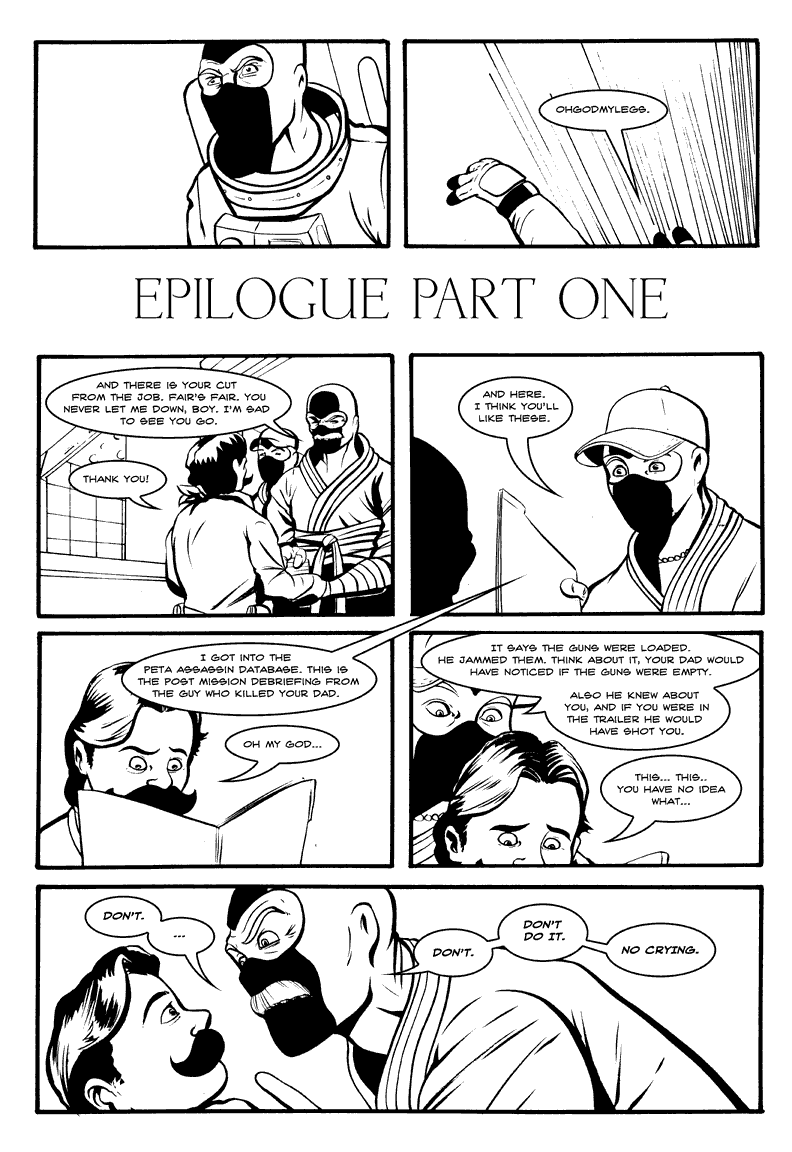 OHGODMYLEGS.
EPILOGUE PART ONE
AND THERE IS YOUR CUT
FROM THE JOB. FAIR'S FAIR. YOU
NEVER LET ME DOWN, BOY. I'M SAD
TO SEE YOU GO.
THANK YOU!
AND HERE.
I THINK YOU'LL
LIKE THESE.
I GOT INTO THE
PETA ASSASSIN DATABASE. THIS IS
THE POST MISSION DEBRIEFING FROM
THE GUY WHO KILLED YOUR DAD.
OH MY GOD...
IT SAYS THE GUNS WERE LOADED.
HE JAMMED THEM. THINK ABOUT IT, YOUR DAD WOULD
HAVE NOTICED IF THE GUNS WERE EMPTY.
ALSO HE KNEW ABOUT
YOU, AND IF YOU WERE IN
THE TRAILER HE WOULD
HAVE SHOT YOU.
THIS... THIS..
YOU HAVE NO IDEA
WHAT...
DON'T.
...
DON'T.
DON'T
DO IT.
NO CRYING.